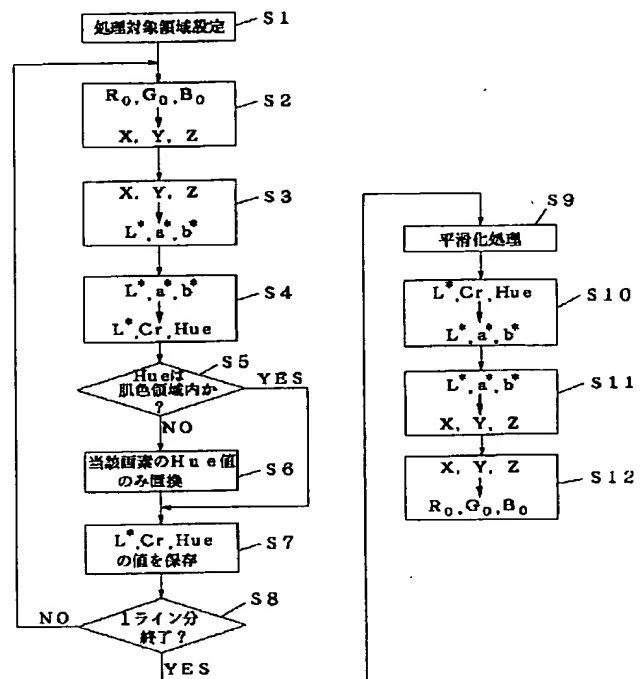 処理対象領域設定
S1
R₀,G₀,B₀
X, Y, Z
S2
X, Y, Z
L*,a*,b*
S3
L*,a*,b*
L*,Cr,Hue
S4
Hueは
肌色領域内か
?
S5
YES
NO
当該画素のHue値
のみ置換
S6
L*,Cr,Hue
の値を保存
S7
1ライン分
終了?
S8
NO
YES
平滑化処理
S9
L*,Cr,Hue
L*,a*,b*
S10
L*,a*,b*
X, Y, Z
S11
X, Y, Z
R₀,G₀,B₀
S12